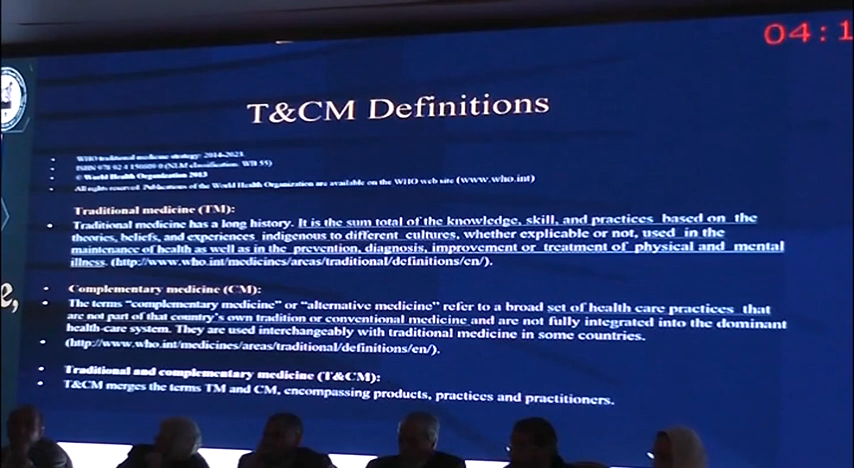 04:1
T&CM Definitions
WHO traditional medicine strategy: 2014-2023.
ISBN 978 92 4 150609 0 (NLM classification: WB 55)
© World Health Organization 2013
All rights reserved. Publications of the World Health Organization are available on the WHO web site (www.who.int)
Traditional medicine (TM):
Traditional medicine has a long history. It is the sum total of the knowledge, skill, and practices based on the
theories, beliefs, and experiences indigenous to different cultures, whether explicable or not, used in the
maintenance of health as well as in the prevention, diagnosis, improvement or treatment of physical and mental
illness. (http://www.who.int/medicines/areas/traditional/definitions/en/).
Complementary medicine (CM):
The terms “complementary medicine” or “alternative medicine” refer to a broad set of health care practices that
are not part of that country’s own tradition or conventional medicine and are not fully integrated into the dominant
health-care system. They are used interchangeably with traditional medicine in some countries.
(http://www.who.int/medicines/areas/traditional/definitions/en/).
Traditional and complementary medicine (T&CM):
T&CM merges the terms TM and CM, encompassing products, practices and practitioners.